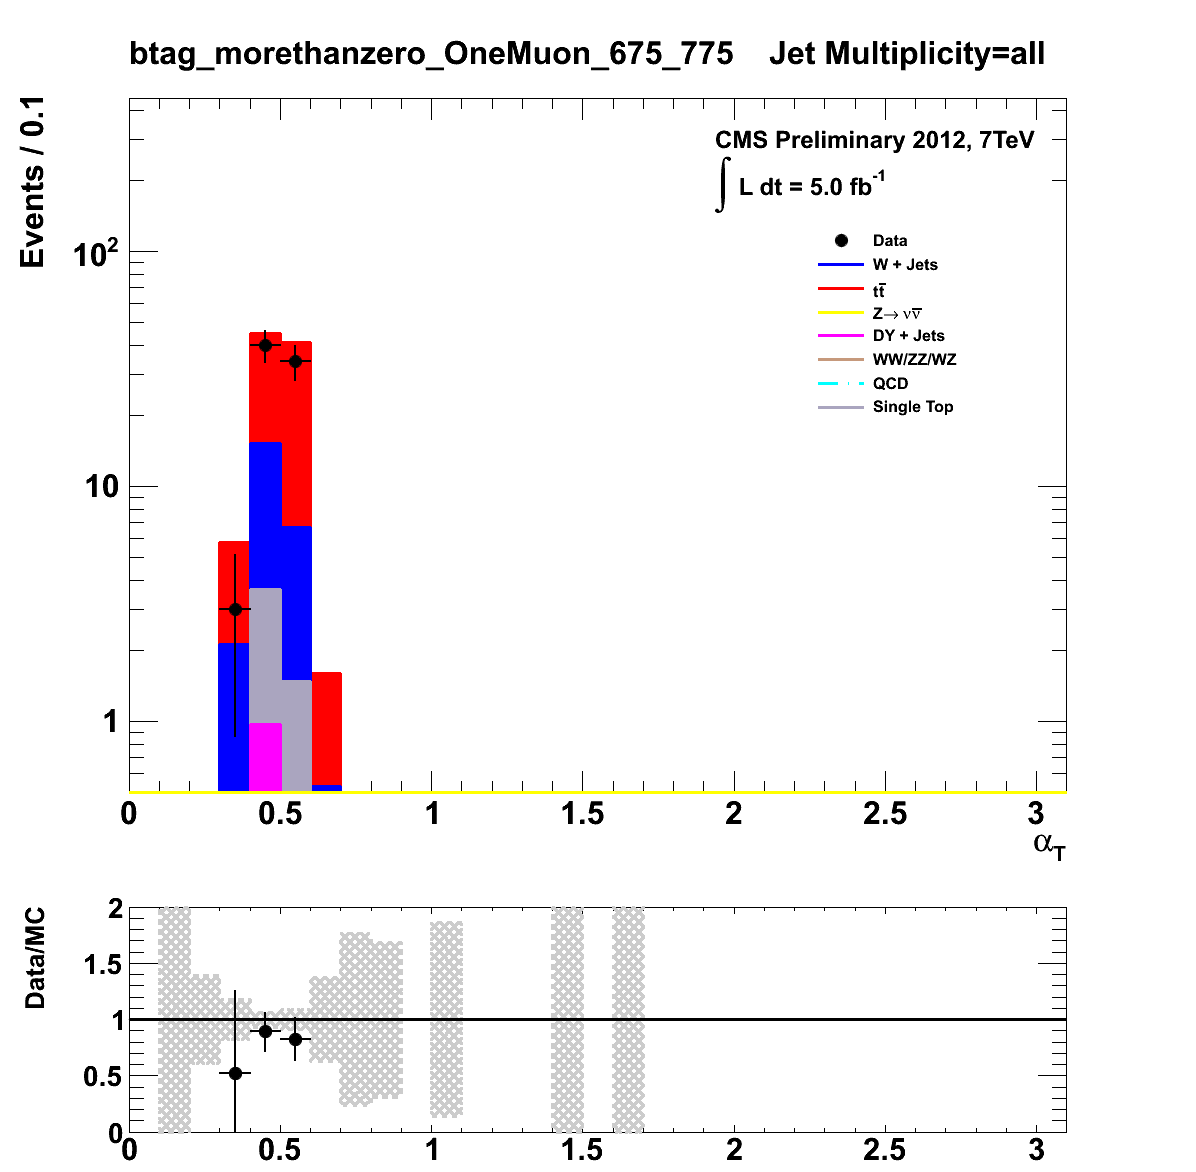 btag_morethanzero_OneMuon_675_775 Jet Multiplicity=all
Events / 0.1
CMS Preliminary 2012, 7TeV
∫ L dt = 5.0 fb⁻¹
Data
W + Jets
tt̅
Z→ νν̅
DY + Jets
WW/ZZ/WZ
QCD
Single Top
10²
10
1
0 0.5 1 1.5 2 2.5 3
α_T
Data/MC
2
1.5
1
0.5
0
0 0.5 1 1.5 2 2.5 3